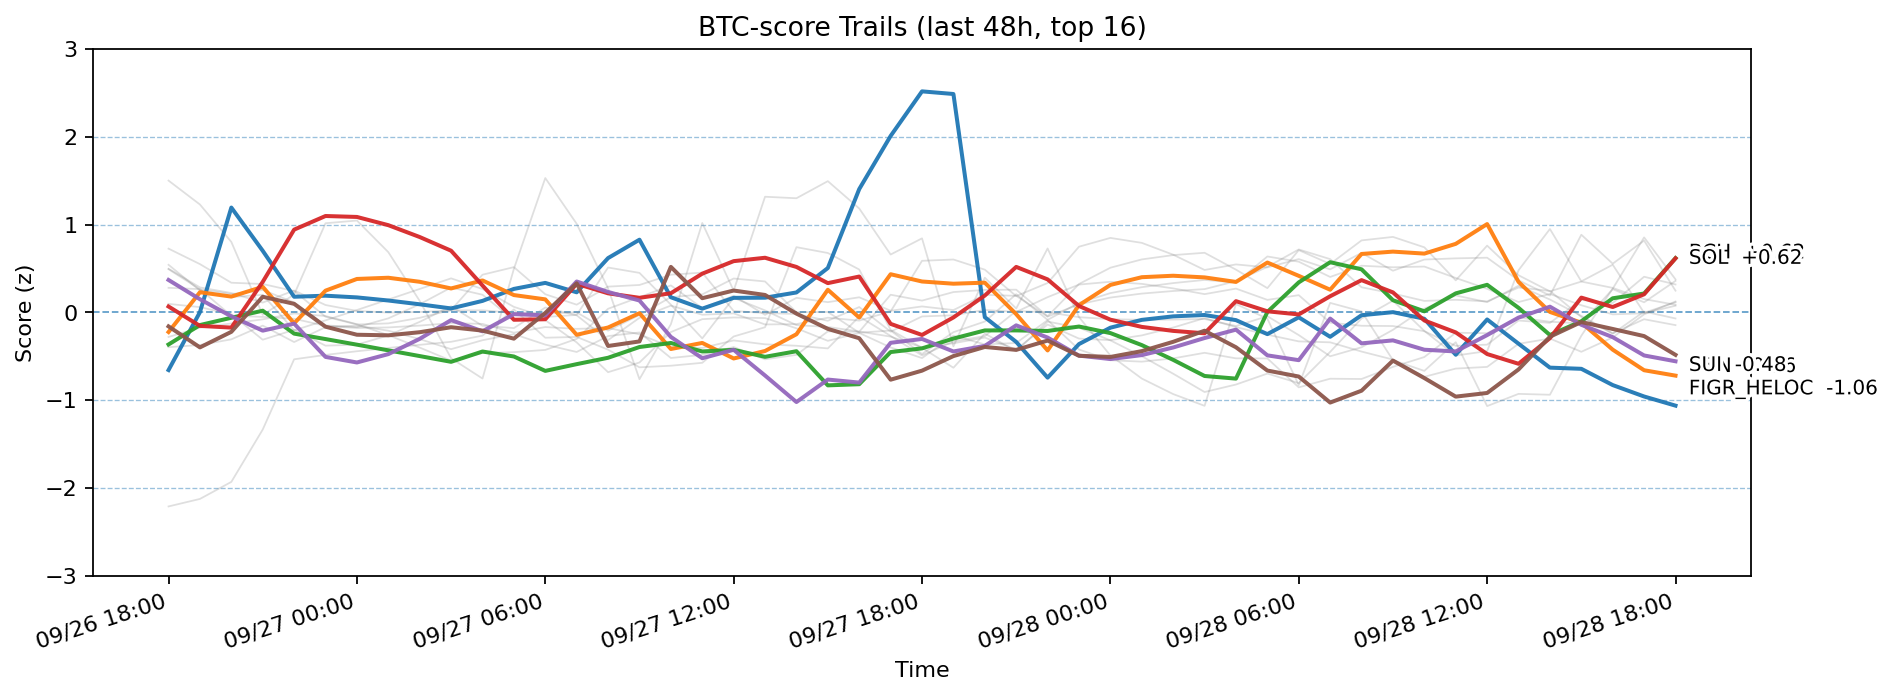 BTC-score Trails (last 48h, top 16)
3
2
1
0
−1
−2
−3
Score (z)
SOL +0.62
SUN -0.48
FIGR_HELOC -1.06
09/26 18:00
09/27 00:00
09/27 06:00
09/27 12:00
09/27 18:00
09/28 00:00
09/28 06:00
09/28 12:00
09/28 18:00
Time